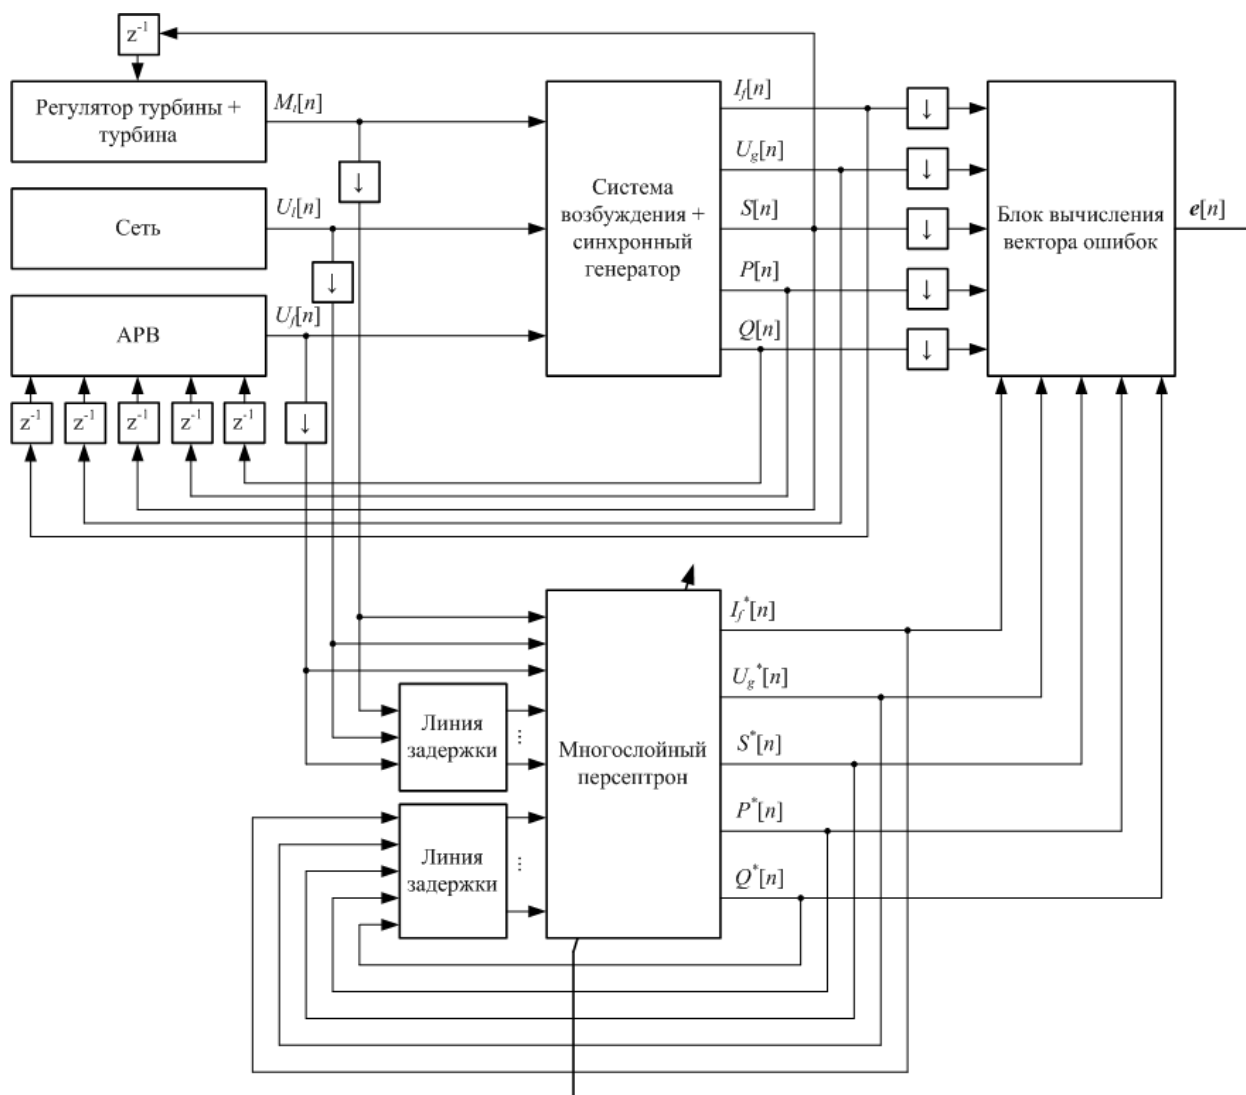 z⁻¹
Регулятор турбины +
турбина
Mₜ[n]
↓
Сеть
Uₗ[n]
↓
АРВ
U_f[n]
↓
z⁻¹ z⁻¹ z⁻¹ z⁻¹ z⁻¹
Система
возбуждения +
синхронный
генератор
I_f[n]
↓
U_g[n]
↓
S[n]
↓
P[n]
↓
Q[n]
↓
Блок вычисления
вектора ошибок
e[n]
Линия
задержки
...
Линия
задержки
...
Многослойный
персептрон
I_f*[n]
U_g*[n]
S*[n]
P*[n]
Q*[n]